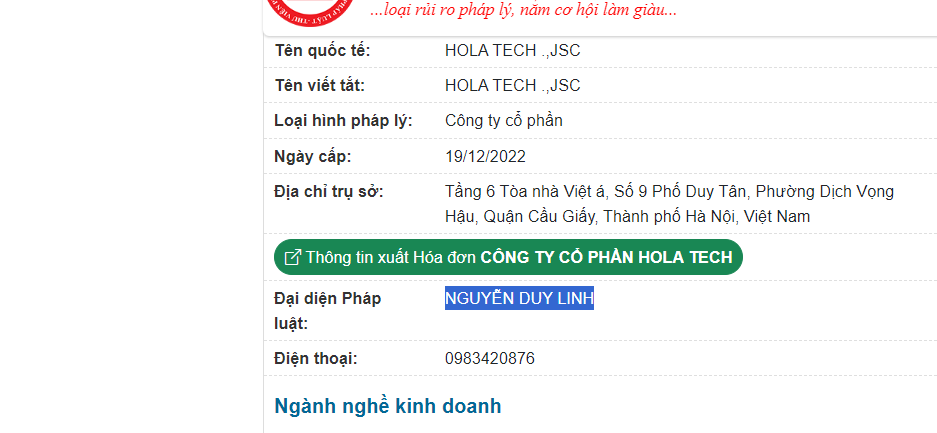 PHÁP LUẬT THƯ VIỆN
...loại rủi ro pháp lý, nắm cơ hội làm giàu...
Tên quốc tế: HOLA TECH .,JSC
Tên viết tắt: HOLA TECH .,JSC
Loại hình pháp lý: Công ty cổ phần
Ngày cấp: 19/12/2022
Địa chỉ trụ sở: Tầng 6 Tòa nhà Việt á, Số 9 Phố Duy Tân, Phường Dịch Vọng
Hậu, Quận Cầu Giấy, Thành phố Hà Nội, Việt Nam
Thông tin xuất Hóa đơn CÔNG TY CỔ PHẦN HOLA TECH
Đại diện Pháp NGUYỄN DUY LINH
luật:
Điện thoại: 0983420876
Ngành nghề kinh doanh